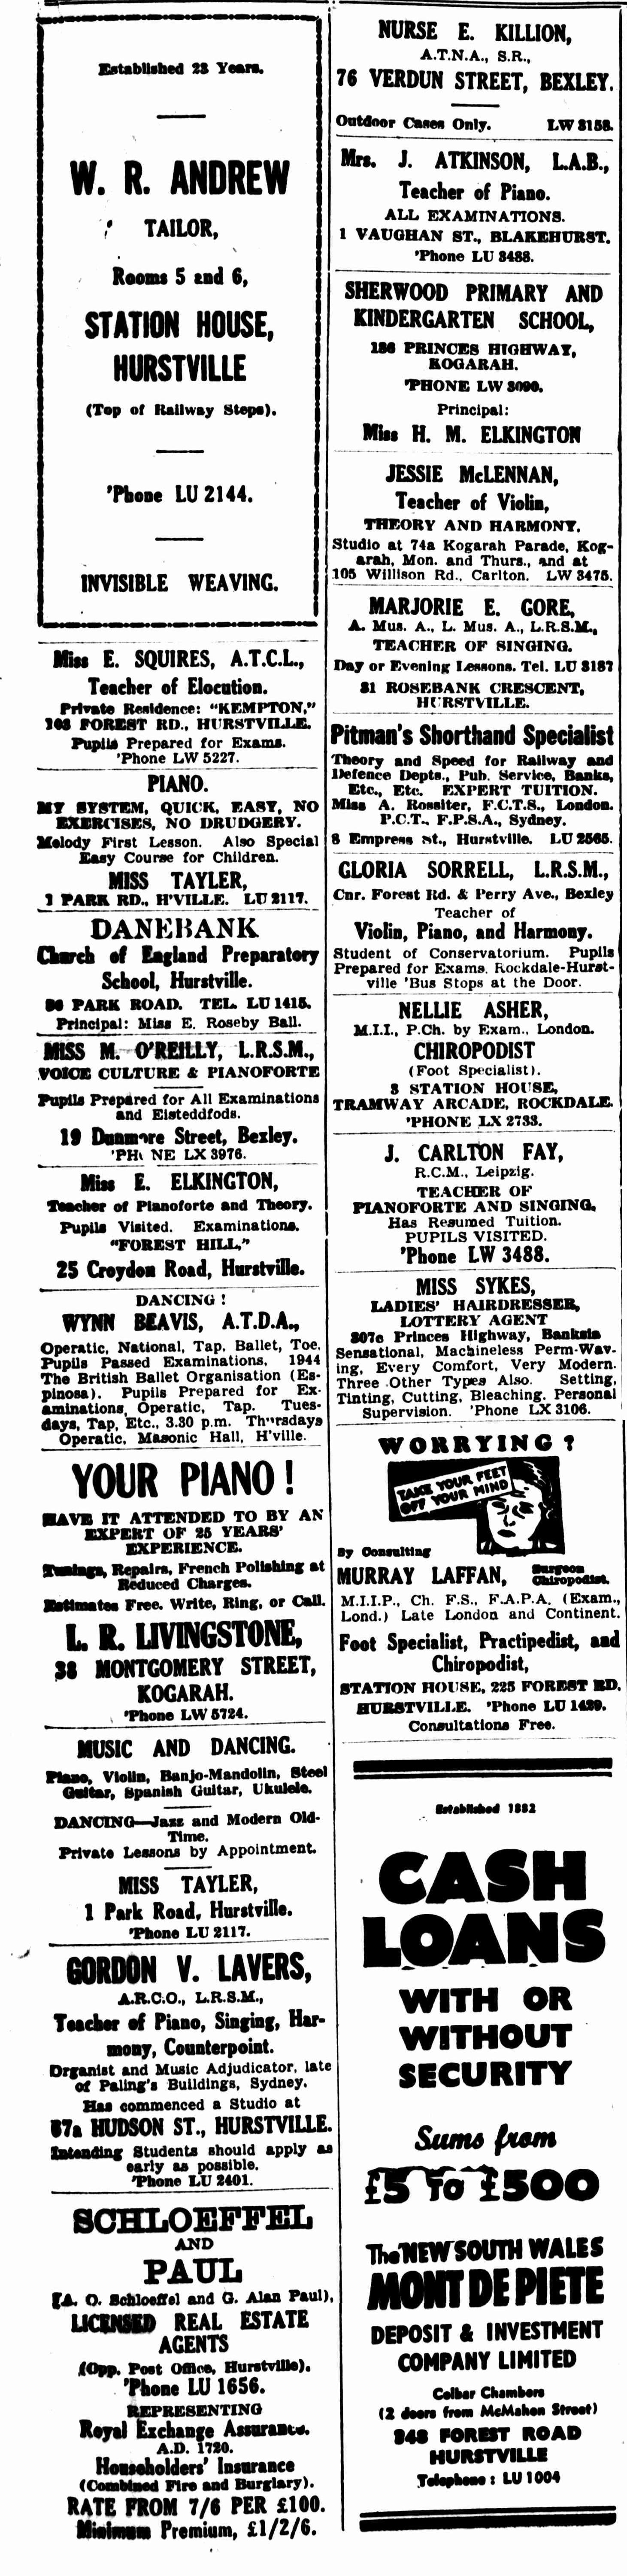 Established 23 Years.
W. R. ANDREW
TAILOR,
Rooms 5 and 6,
STATION HOUSE,
HURSTVILLE
(Top of Railway Steps).
'Phone LU 2144.
INVISIBLE WEAVING.
Miss E. SQUIRES, A.T.C.L.,
Teacher of Elocution.
Private Residence: "KEMPTON,"
FOREST RD., HURSTVILLE.
Pupils Prepared for Exams.
'Phone LW 5227.
PIANO.
MY SYSTEM, QUICK, EASY, NO
EXERCISES, NO DRUDGERY.
Melody First Lesson. Also Special
Easy Course for Children.
MISS TAYLER,
1 PARK RD., H'VILLE. LU 2117.
DANEBANK
Church of England Preparatory
School, Hurstville.
PARK ROAD. TEL. LU 1415.
Principal: Miss E. Roseby Ball.
MISS M. O'REILLY, L.R.S.M.,
VOICE CULTURE & PIANOFORTE
Pupils Prepared for All Examinations
and Eisteddfods.
19 Dunmore Street, Bexley.
'PH NE LX 3976.
Miss E. ELKINGTON,
Teacher of Pianoforte and Theory.
Pupils Visited. Examinations.
"FOREST HILL,"
25 Croydon Road, Hurstville.
DANCING!
WYNN BEAVIS, A.T.D.A.,
Operatic, National, Tap, Ballet, Toe.
Pupils Passed Examinations, 1944
The British Ballet Organisation (Es-
pinosa). Pupils Prepared for Ex-
aminations, Operatic, Tap. Tues-
days, Tap, Etc., 3.30 p.m. Thursdays
Operatic, Masonic Hall, H'ville.
YOUR PIANO!
HAVE IT ATTENDED TO BY AN
EXPERT OF 25 YEARS'
EXPERIENCE.
Tunings, Repairs, French Polishing at
Reduced Charges.
Estimates Free. Write, Ring, or Call.
L. R. LIVINGSTONE,
38 MONTGOMERY STREET,
KOGARAH.
'Phone LW 5724.
MUSIC AND DANCING.
Piano, Violin, Banjo-Mandolin, Steel
Guitar, Spanish Guitar, Ukulele.
DANCING—Jazz and Modern Old-
Time.
Private Lessons by Appointment.
MISS TAYLER,
1 Park Road, Hurstville.
'Phone LU 2117.
GORDON V. LAVERS,
A.R.C.O., L.R.S.M.,
Teacher of Piano, Singing, Har-
mony, Counterpoint.
Organist and Music Adjudicator, late
of Paling's Buildings, Sydney.
Has commenced a Studio at
67a HUDSON ST., HURSTVILLE.
Intending Students should apply as
early as possible.
'Phone LU 2401.
SCHLOEFFEL
AND
PAUL
(A. O. Schloeffel and G. Alan Paul),
LICENSED REAL ESTATE
AGENTS
(Opp. Post Office, Hurstville).
'Phone LU 1656.
REPRESENTING
Royal Exchange Assurance.
A.D. 1720.
Householders' Insurance
(Combined Fire and Burglary).
RATE FROM 7/6 PER £100.
Minimum Premium, £1/2/6.
NURSE E. KILLION,
A.T.N.A., S.R.,
76 VERDUN STREET, BEXLEY.
Outdoor Cases Only. LW 3158.
Mrs. J. ATKINSON, L.A.B.,
Teacher of Piano.
ALL EXAMINATIONS.
1 VAUGHAN ST., BLAKEHURST.
'Phone LU 3488.
SHERWOOD PRIMARY AND
KINDERGARTEN SCHOOL,
186 PRINCES HIGHWAY,
KOGARAH.
'PHONE LW 3090.
Principal:
Miss H. M. ELKINGTON
JESSIE McLENNAN,
Teacher of Violin,
THEORY AND HARMONY.
Studio at 74a Kogarah Parade, Kog-
arah, Mon. and Thurs., and at
105 Willison Rd., Carlton. LW 3475.
MARJORIE E. GORE,
A. Mus. A., L. Mus. A., L.R.S.M.,
TEACHER OF SINGING.
Day or Evening Lessons. Tel. LU 3187
81 ROSEBANK CRESCENT,
HURSTVILLE.
Pitman's Shorthand Specialist
Theory and Speed for Railway and
Defence Depts., Pub. Service, Banks,
Etc., Etc. EXPERT TUITION.
Miss A. Rossiter, F.C.T.S., London.
P.C.T., F.P.S.A., Sydney.
8 Empress St., Hurstville. LU 2565.
GLORIA SORRELL, L.R.S.M.,
Cnr. Forest Rd. & Perry Ave., Bexley
Teacher of
Violin, Piano, and Harmony.
Student of Conservatorium. Pupils
Prepared for Exams. Rockdale-Hurst-
ville 'Bus Stops at the Door.
NELLIE ASHER,
M.I.I., P.Ch. by Exam., London.
CHIROPODIST
(Foot Specialist).
3 STATION HOUSE,
TRAMWAY ARCADE, ROCKDALE.
'PHONE LX 2733.
J. CARLTON FAY,
R.C.M., Leipzig.
TEACHER OF
PIANOFORTE AND SINGING,
Has Resumed Tuition.
PUPILS VISITED.
'Phone LW 3488.
MISS SYKES,
LADIES' HAIRDRESSER,
LOTTERY AGENT
307c Princes Highway, Banksia
Sensational, Machineless Perm-Wav-
ing, Every Comfort, Very Modern.
Three Other Types Also. Setting,
Tinting, Cutting, Bleaching. Personal
Supervision. 'Phone LX 3106.
WORRYING?
TAKE YOUR FEET
OFF YOUR MIND
By Consulting
MURRAY LAFFAN, Surgeon Chiropodist.
M.I.I.P., Ch. F.S., F.A.P.A. (Exam.,
Lond.) Late London and Continent.
Foot Specialist, Practipedist, and
Chiropodist,
STATION HOUSE, 225 FOREST RD.
HURSTVILLE. 'Phone LU 1429.
Consultations Free.
Established 1882
CASH
LOANS
WITH OR
WITHOUT
SECURITY
Sums from
£5 to £500
The NEW SOUTH WALES
MONT DE PIETE
DEPOSIT & INVESTMENT
COMPANY LIMITED
Colbar Chambers
(2 doors from McMahon Street)
248 FOREST ROAD
HURSTVILLE
Telephone: LU 1004